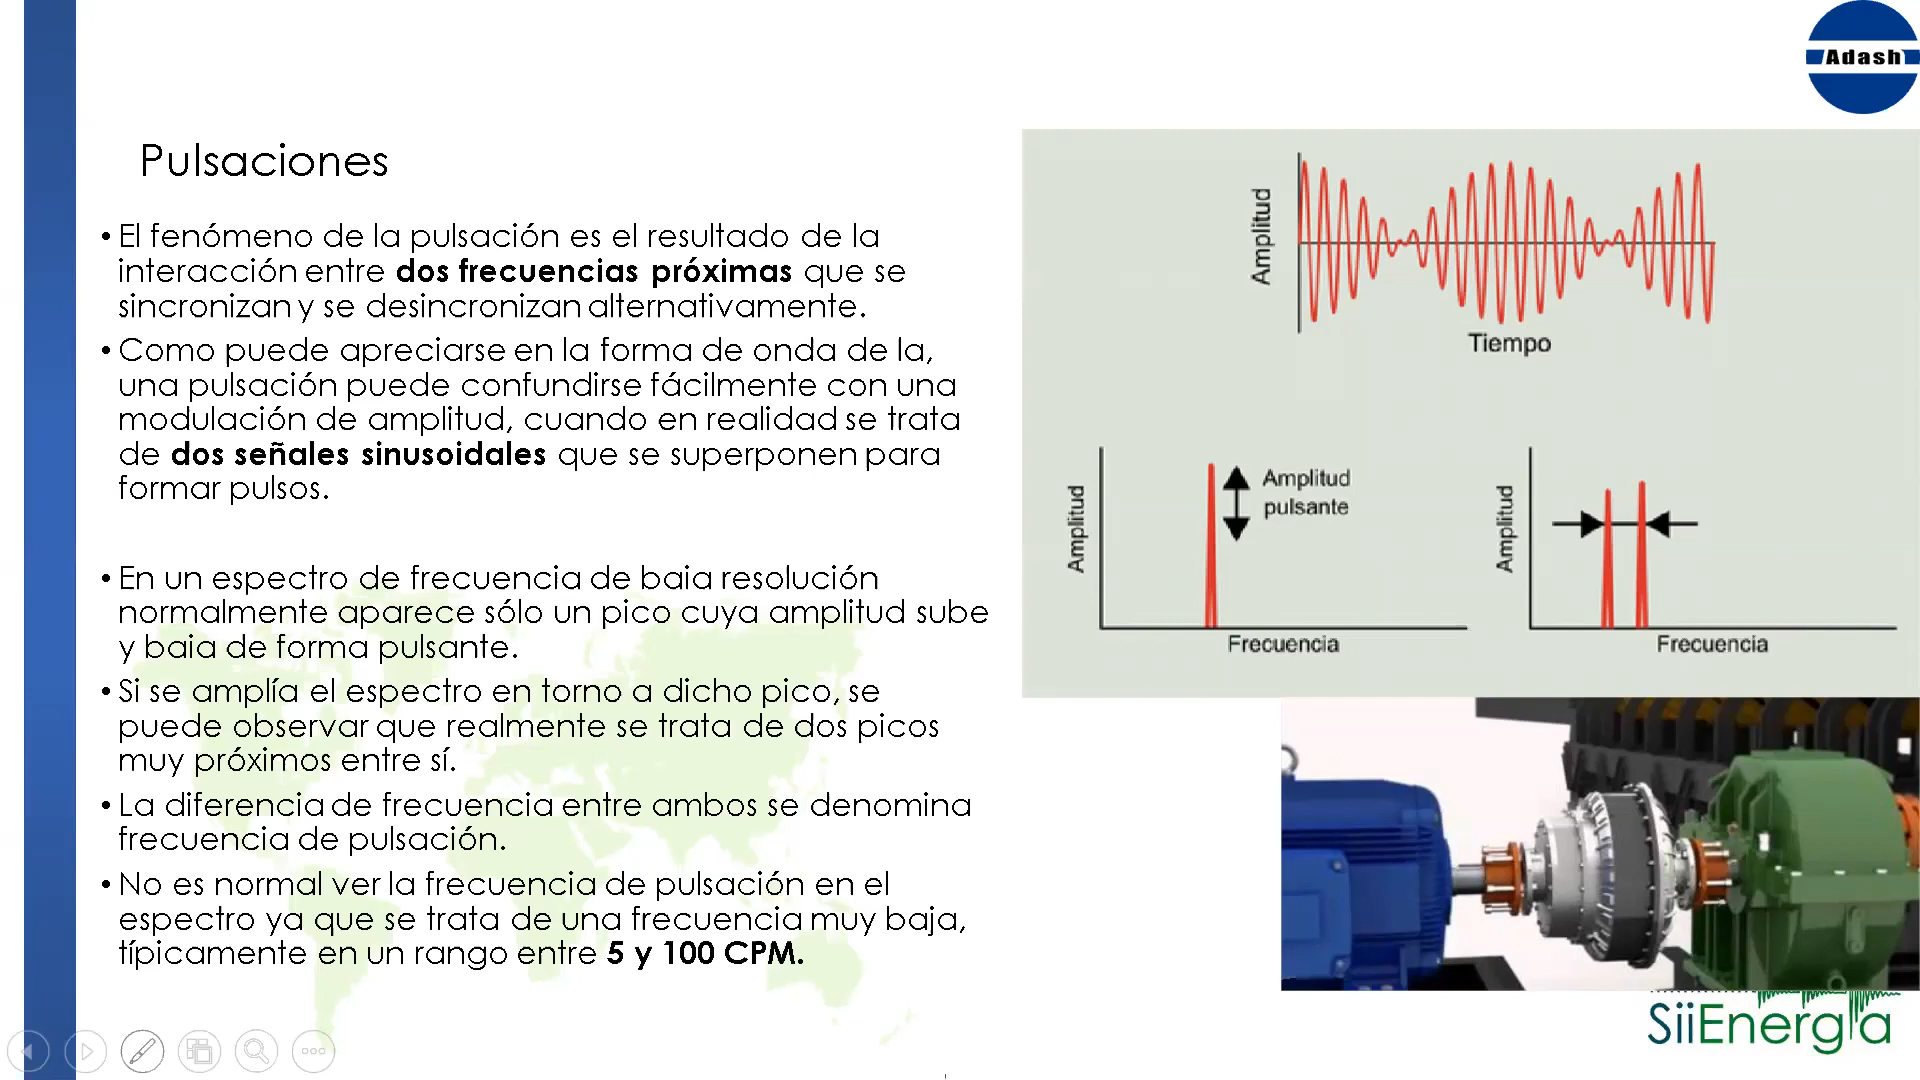 Adash
Pulsaciones
• El fenómeno de la pulsación es el resultado de la
interacción entre dos frecuencias próximas que se
sincronizan y se desincronizan alternativamente.
• Como puede apreciarse en la forma de onda de la,
una pulsación puede confundirse fácilmente con una
modulación de amplitud, cuando en realidad se trata
de dos señales sinusoidales que se superponen para
formar pulsos.
• En un espectro de frecuencia de baia resolución
normalmente aparece sólo un pico cuya amplitud sube
y baia de forma pulsante.
• Si se amplía el espectro en torno a dicho pico, se
puede observar que realmente se trata de dos picos
muy próximos entre sí.
• La diferencia de frecuencia entre ambos se denomina
frecuencia de pulsación.
• No es normal ver la frecuencia de pulsación en el
espectro ya que se trata de una frecuencia muy baja,
típicamente en un rango entre 5 y 100 CPM.
Amplitud
Tiempo
Amplitud
Amplitud
pulsante
Frecuencia
Amplitud
Frecuencia
SiiEnergía